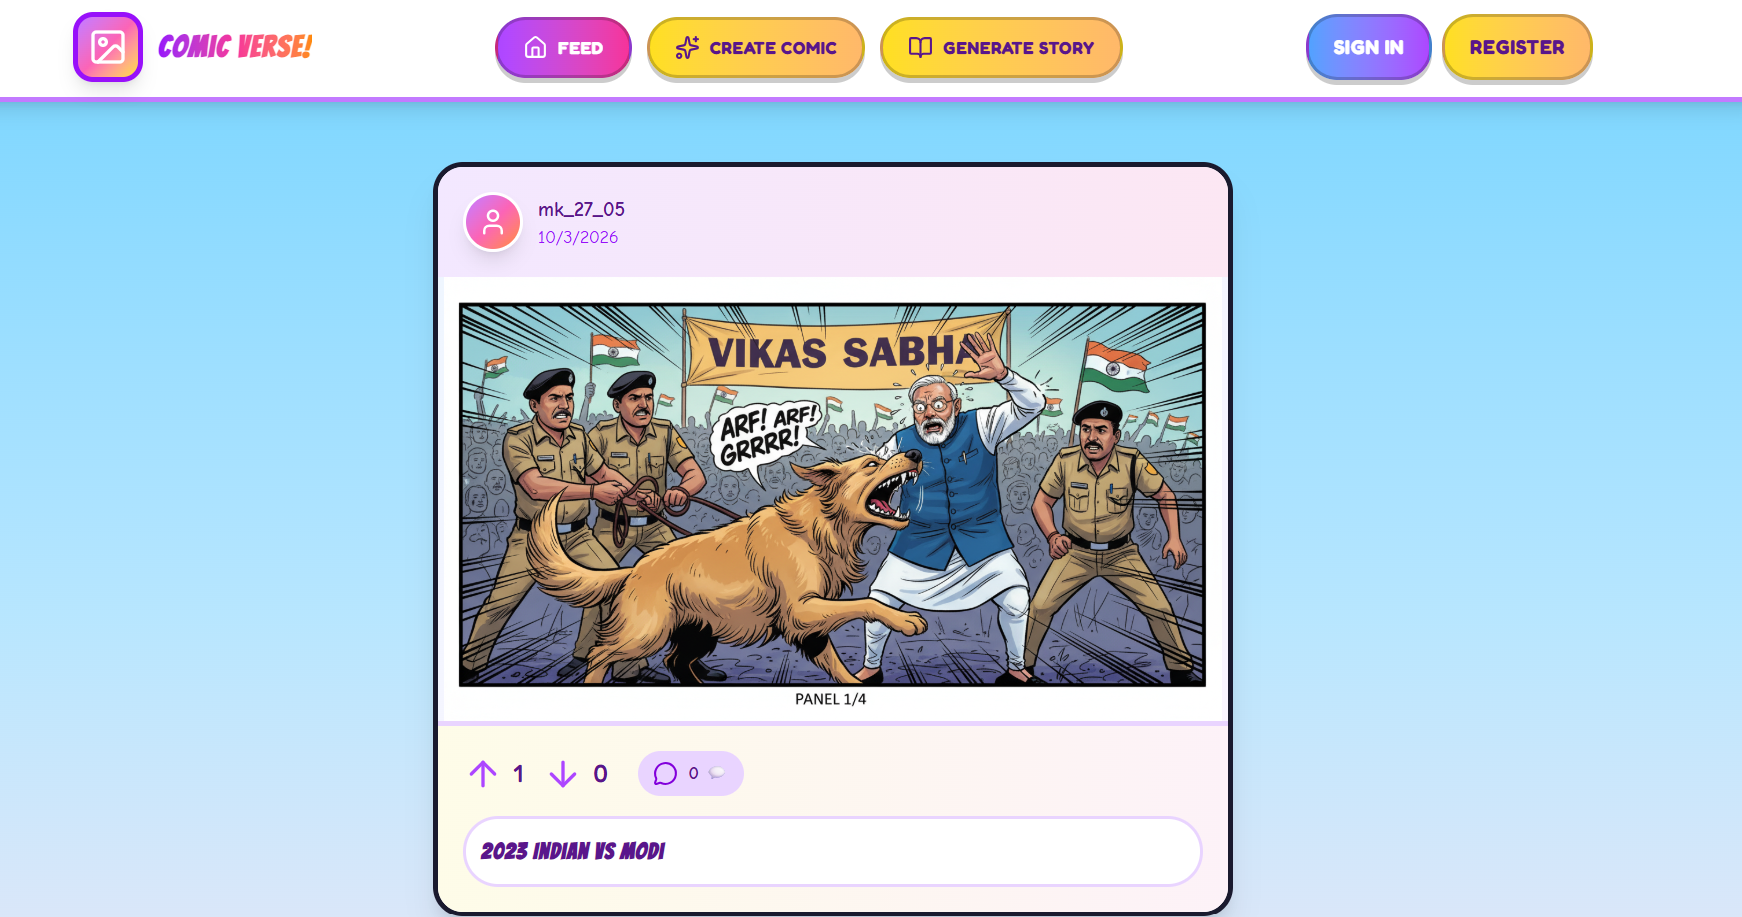 COMIC VERSE!
FEED
CREATE COMIC
GENERATE STORY
SIGN IN
REGISTER
mk_27_05
10/3/2026
VIKAS SABHA
ARF! ARF!
GRRRR!
PANEL 1/4
1
0
0
2023 INDIAN VS MODI